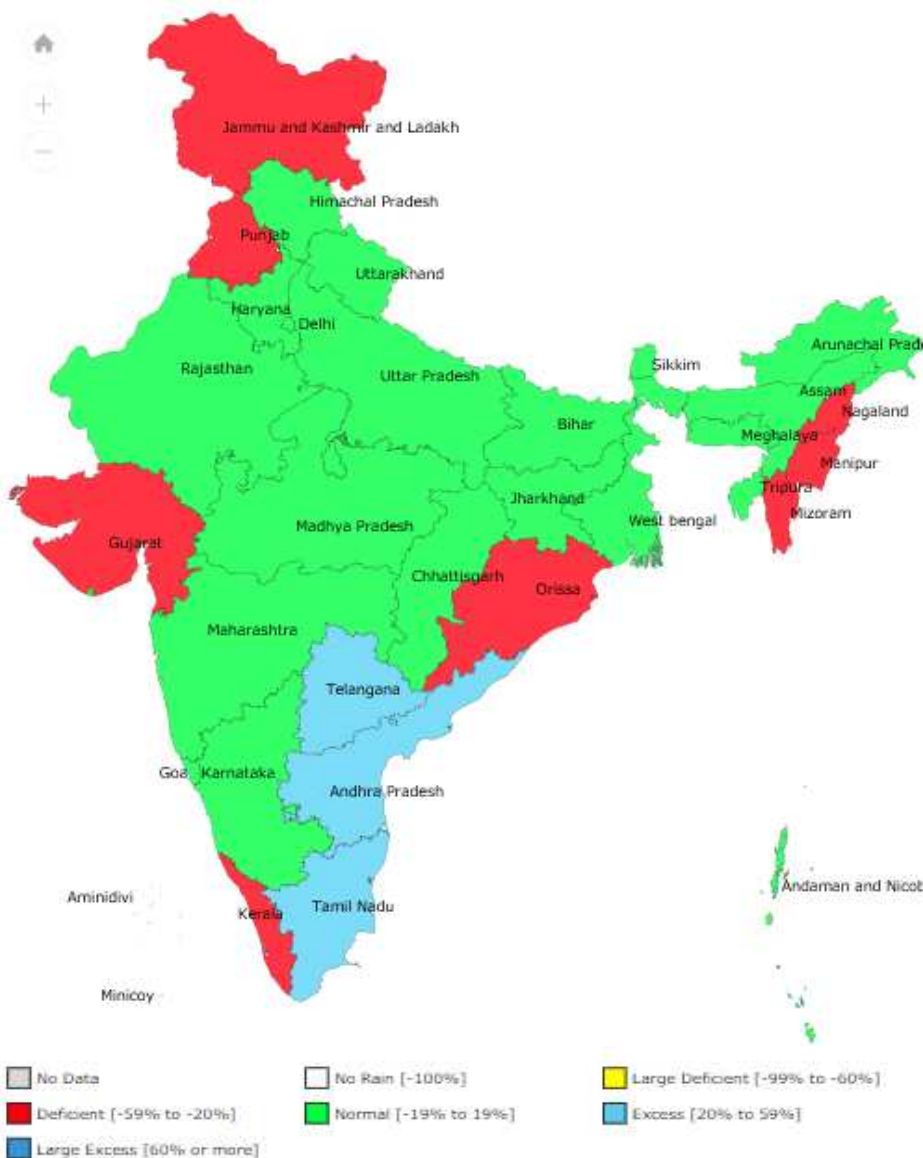 Jammu and Kashmir and Ladakh
Himachal Pradesh
Punjab
Uttarakhand
Haryana
Delhi
Rajasthan
Uttar Pradesh
Sikkim
Arunachal Prade
Assam
Nagaland
Bihar
Meghalaya
Manipur
Tripura
Jharkhand
Mizoram
West bengal
Madhya Pradesh
Gujarat
Chhattisgarh
Orissa
Maharashtra
Telangana
Goa
Karnataka
Andhra Pradesh
Andaman and Nicob
Aminidivi
Kerala
Tamil Nadu
Minicoy
No Data
No Rain [-100%]
Large Deficient [-99% to -60%]
Deficient [-59% to -20%]
Normal [-19% to 19%]
Excess [20% to 59%]
Large Excess [60% or more]